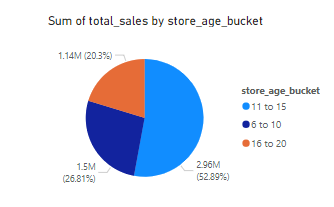 Sum of total_sales by store_age_bucket
1.14M (20.3%)
1.5M
(26.81%)
2.96M
(52.89%)
store_age_bucket
11 to 15
6 to 10
16 to 20